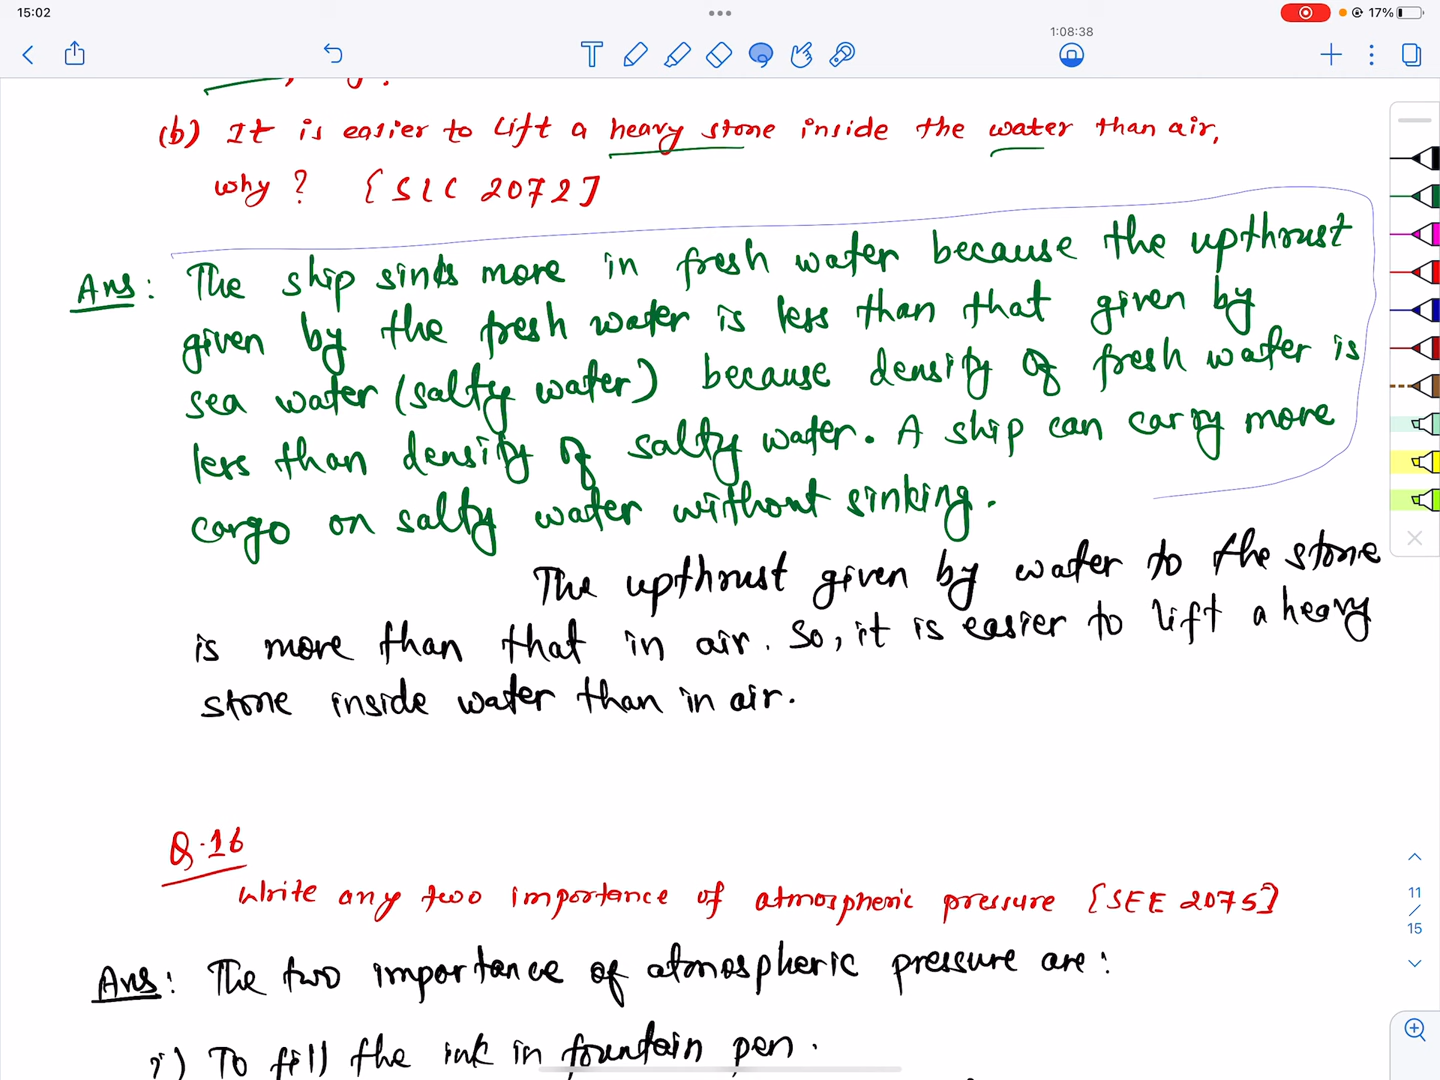 15:02
17%
1:08:38
(b) It is easier to lift a heavy stone inside the water than air,
why ? [SLC 2072]
Ans: The ship sinks more in fresh water because the upthrust
given by the fresh water is less than that given by
sea water (salty water) because density of fresh water is
less than density of salty water. A ship can carry more
cargo on salty water without sinking.
The upthrust given by water to the stone
is more than that in air. So, it is easier to lift a heavy
stone inside water than in air.
Q.16
Write any two importance of atmospheric pressure [SEE 2075]
Ans: The two importance of atmospheric pressure are:
i) To fill the ink in fountain pen.
11
/
15